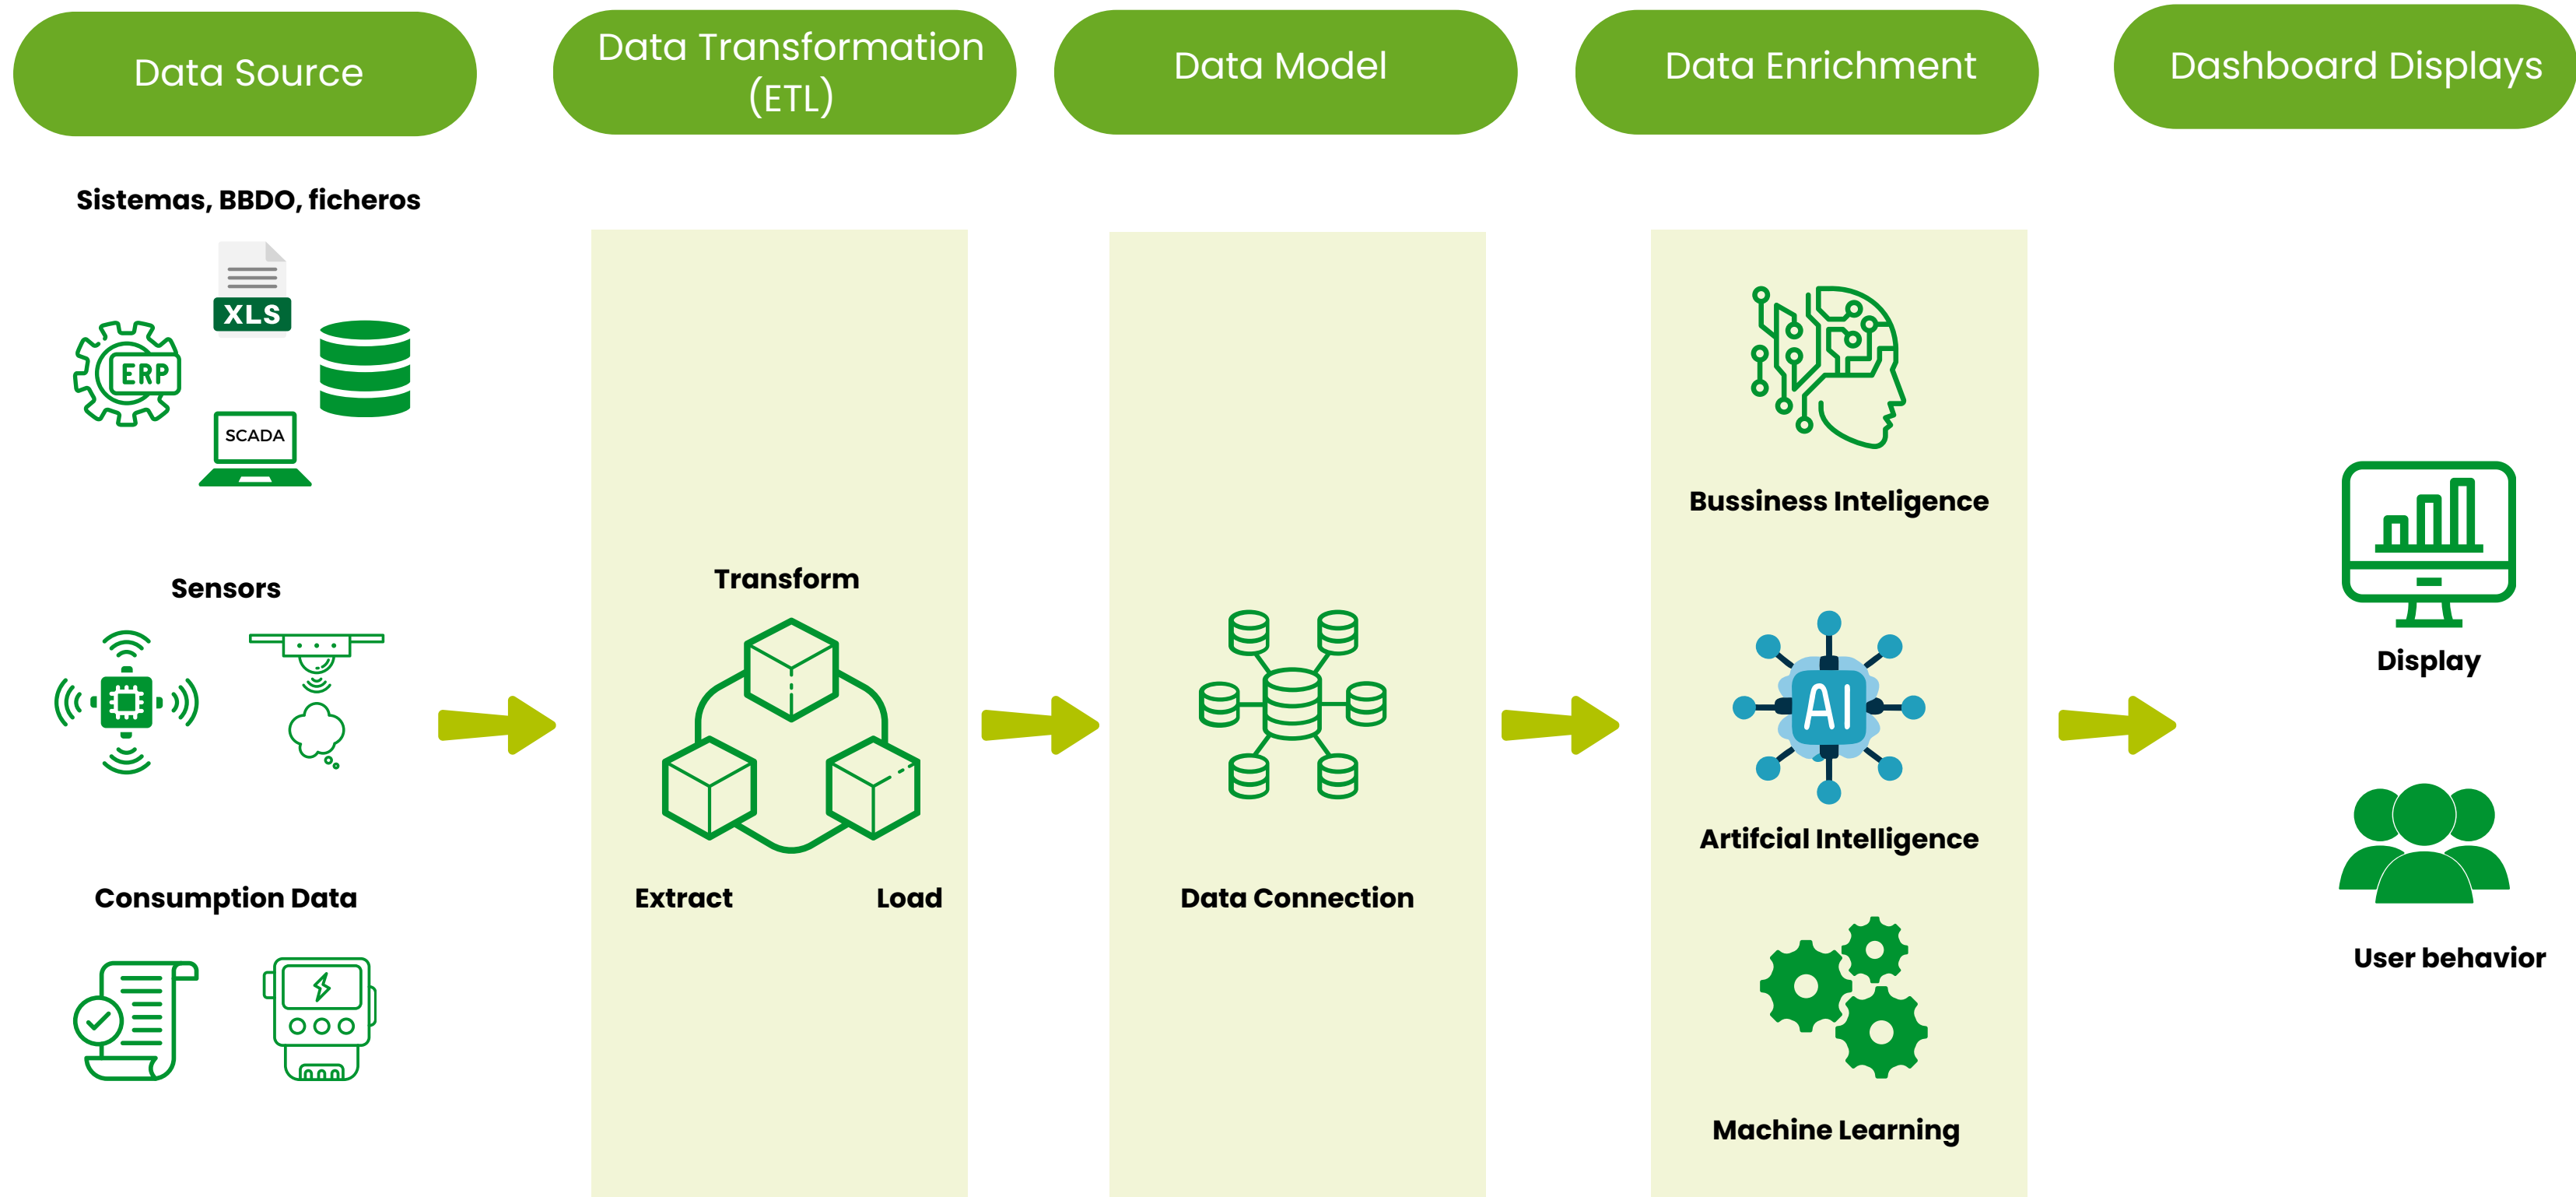 Data Source
Data Transformation
(ETL)
Data Model
Data Enrichment
Dashboard Displays
Sistemas, BBDO, ficheros
XLS
ERP
SCADA
Sensors
Consumption Data
Transform
Extract
Load
Data Connection
Bussiness Inteligence
AI
Artifcial Intelligence
Machine Learning
Display
User behavior